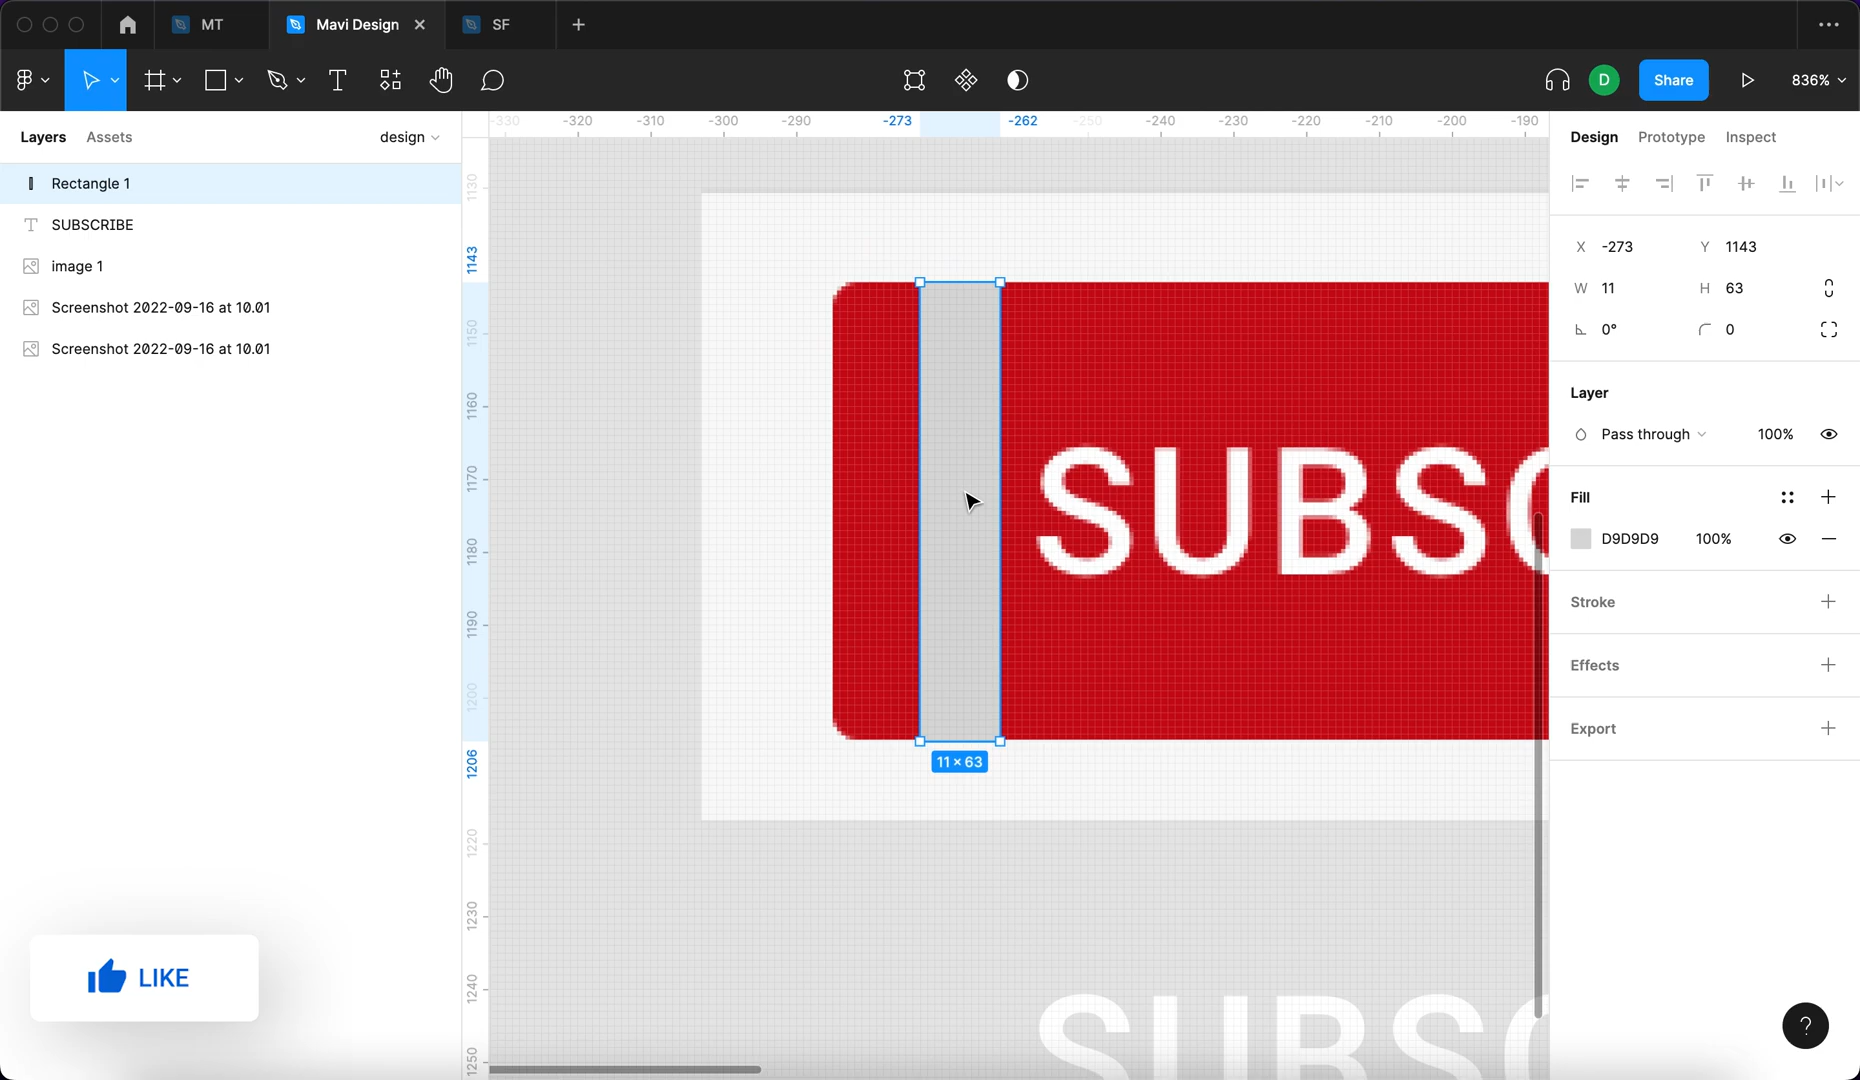 MT
Mavi Design
SF
D
Share
836%
Layers
Assets
design
-330
-320
-310
-300
-290
-273
-262
-250
-240
-230
-220
-210
-200
-190
Design
Prototype
Inspect
Rectangle 1
SUBSCRIBE
image 1
Screenshot 2022-09-16 at 10.01
Screenshot 2022-09-16 at 10.01
1130
1143
1150
1160
1170
1180
1190
1200
1206
1220
1230
1240
1250
SUBSC
11 × 63
SUBSC
X -273
Y 1143
W 11
H 63
0°
0
Layer
Pass through
100%
Fill
D9D9D9
100%
Stroke
Effects
Export
LIKE
?